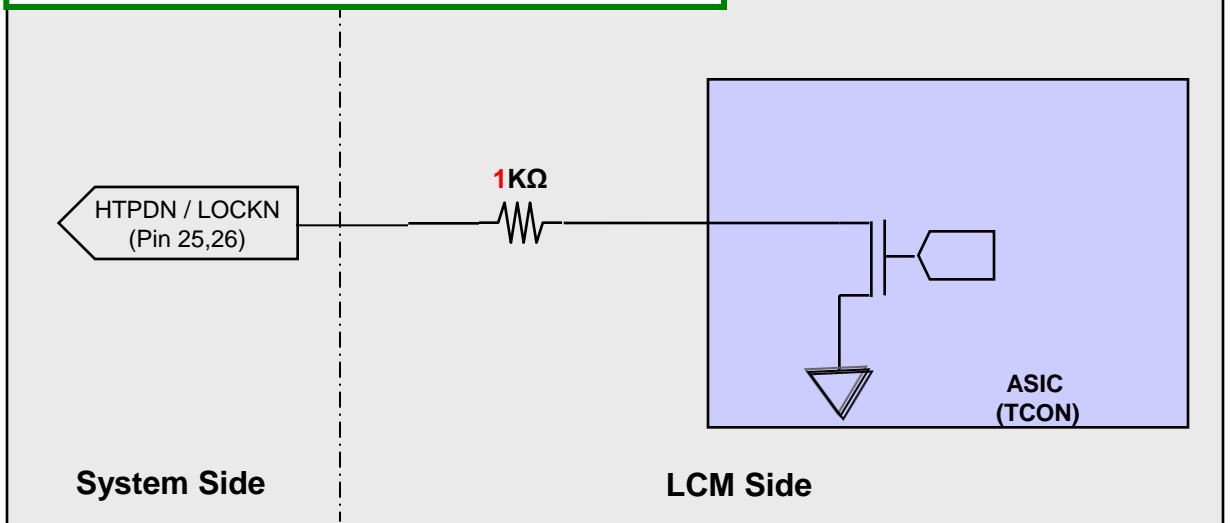 1KΩ
HTPDN / LOCKN
(Pin 25,26)
ASIC
(TCON)
System Side
LCM Side